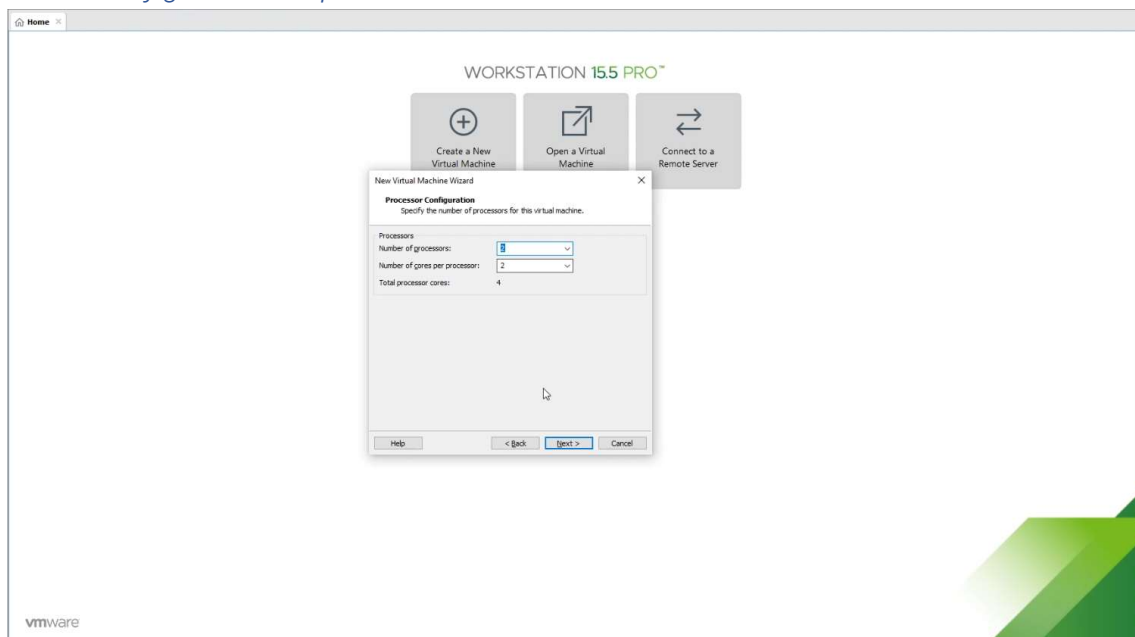 Home
WORKSTATION 15.5 PRO™
Create a New
Virtual Machine
Open a Virtual
Machine
Connect to a
Remote Server
New Virtual Machine Wizard
Processor Configuration
Specify the number of processors for this virtual machine.
Processors
Number of processors: 2
Number of cores per processor: 2
Total processor cores: 4
Help < Back Next > Cancel
vmware